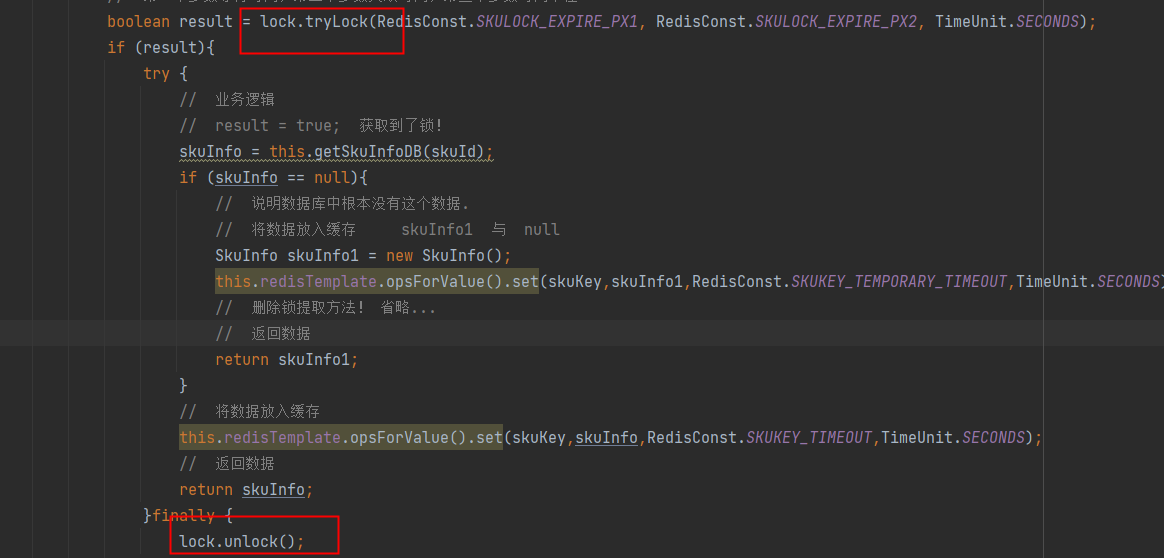 boolean result = lock.tryLock(RedisConst.SKULOCK_EXPIRE_PX1, RedisConst.SKULOCK_EXPIRE_PX2, TimeUnit.SECONDS);
if (result){
try {
// 业务逻辑
// result = true; 获取到了锁!
skuInfo = this.getSkuInfoDB(skuId);
if (skuInfo == null){
// 说明数据库中根本没有这个数据.
// 将数据放入缓存 skuInfo1 与 null
SkuInfo skuInfo1 = new SkuInfo();
this.redisTemplate.opsForValue().set(skuKey,skuInfo1,RedisConst.SKUKEY_TEMPORARY_TIMEOUT,TimeUnit.SECONDS)
// 删除锁提取方法! 省略...
// 返回数据
return skuInfo1;
}
// 将数据放入缓存
this.redisTemplate.opsForValue().set(skuKey,skuInfo,RedisConst.SKUKEY_TIMEOUT,TimeUnit.SECONDS);
// 返回数据
return skuInfo;
}finally {
lock.unlock();